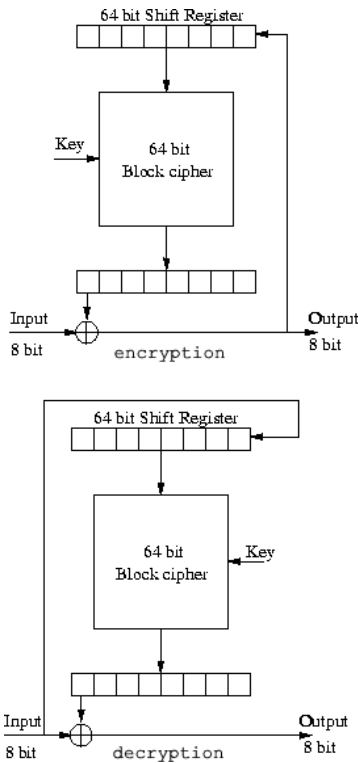 64 bit Shift Register
Key
64 bit
Block cipher
Input
Output
8 bit
8 bit
encryption
64 bit Shift Register
64 bit
Block cipher
Key
Input
Output
8 bit
8 bit
decryption